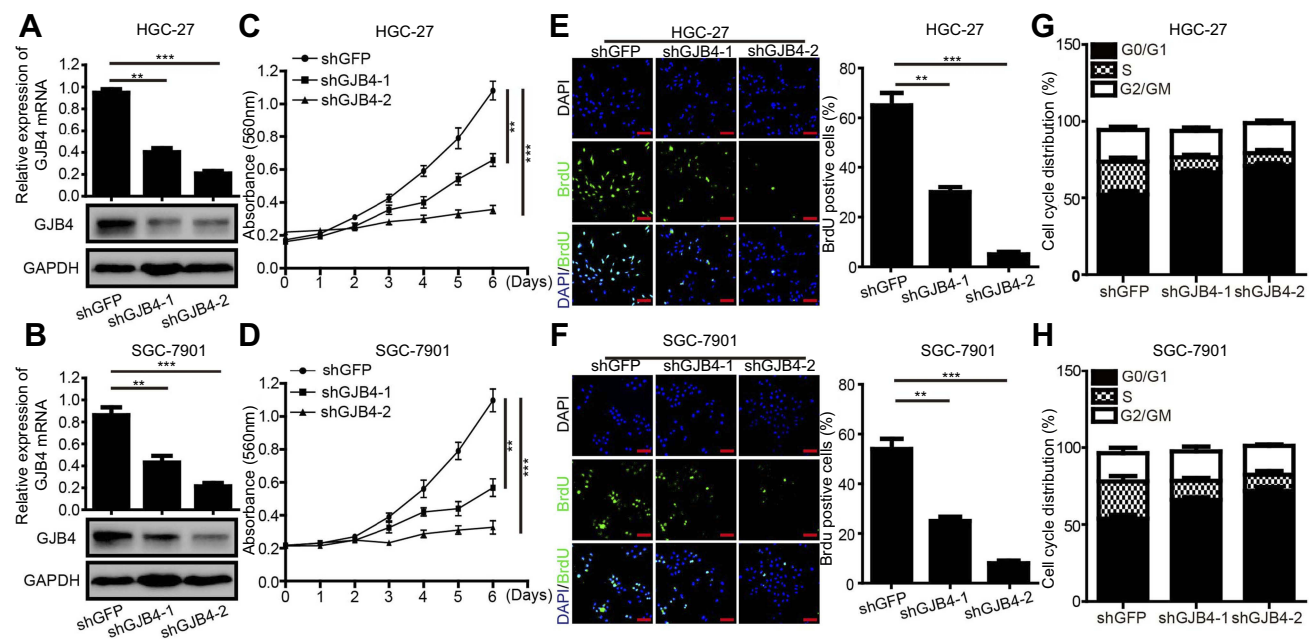 A
HGC-27
Relative expression of
GJB4 mRNA
1.2
1.0
0.8
0.6
0.4
0.2
0.0
**
***
GJB4
GAPDH
shGFP
shGJB4-1
shGJB4-2
B
SGC-7901
Relative expression of
GJB4 mRNA
1.2
1.0
0.8
0.6
0.4
0.2
0.0
**
***
GJB4
GAPDH
shGFP
shGJB4-1
shGJB4-2
C
HGC-27
shGFP
shGJB4-1
shGJB4-2
Absorbance (560nm)
1.2
1.0
0.8
0.6
0.4
0.2
0.0
0 1 2 3 4 5 6 (Days)
**
***
D
SGC-7901
shGFP
shGJB4-1
shGJB4-2
Absorbance (560nm)
1.2
1.0
0.8
0.6
0.4
0.2
0.0
0 1 2 3 4 5 6 (Days)
**
***
E
HGC-27
shGFP shGJB4-1 shGJB4-2
DAPI
BrdU
DAPI/BrdU
HGC-27
BrdU postive cells (%)
80
60
40
20
0
**
***
shGFP
shGJB4-1
shGJB4-2
F
SGC-7901
shGFP shGJB4-1 shGJB4-2
DAPI
BrdU
DAPI/BrdU
SGC-7901
BrdU postive cells (%)
80
60
40
20
0
**
***
shGFP
shGJB4-1
shGJB4-2
G
HGC-27
G0/G1
S
G2/GM
Cell cycle distribution (%)
150
100
50
0
shGFP shGJB4-1 shGJB4-2
H
SGC-7901
G0/G1
S
G2/GM
Cell cycle distribution (%)
150
100
50
0
shGFP shGJB4-1 shGJB4-2